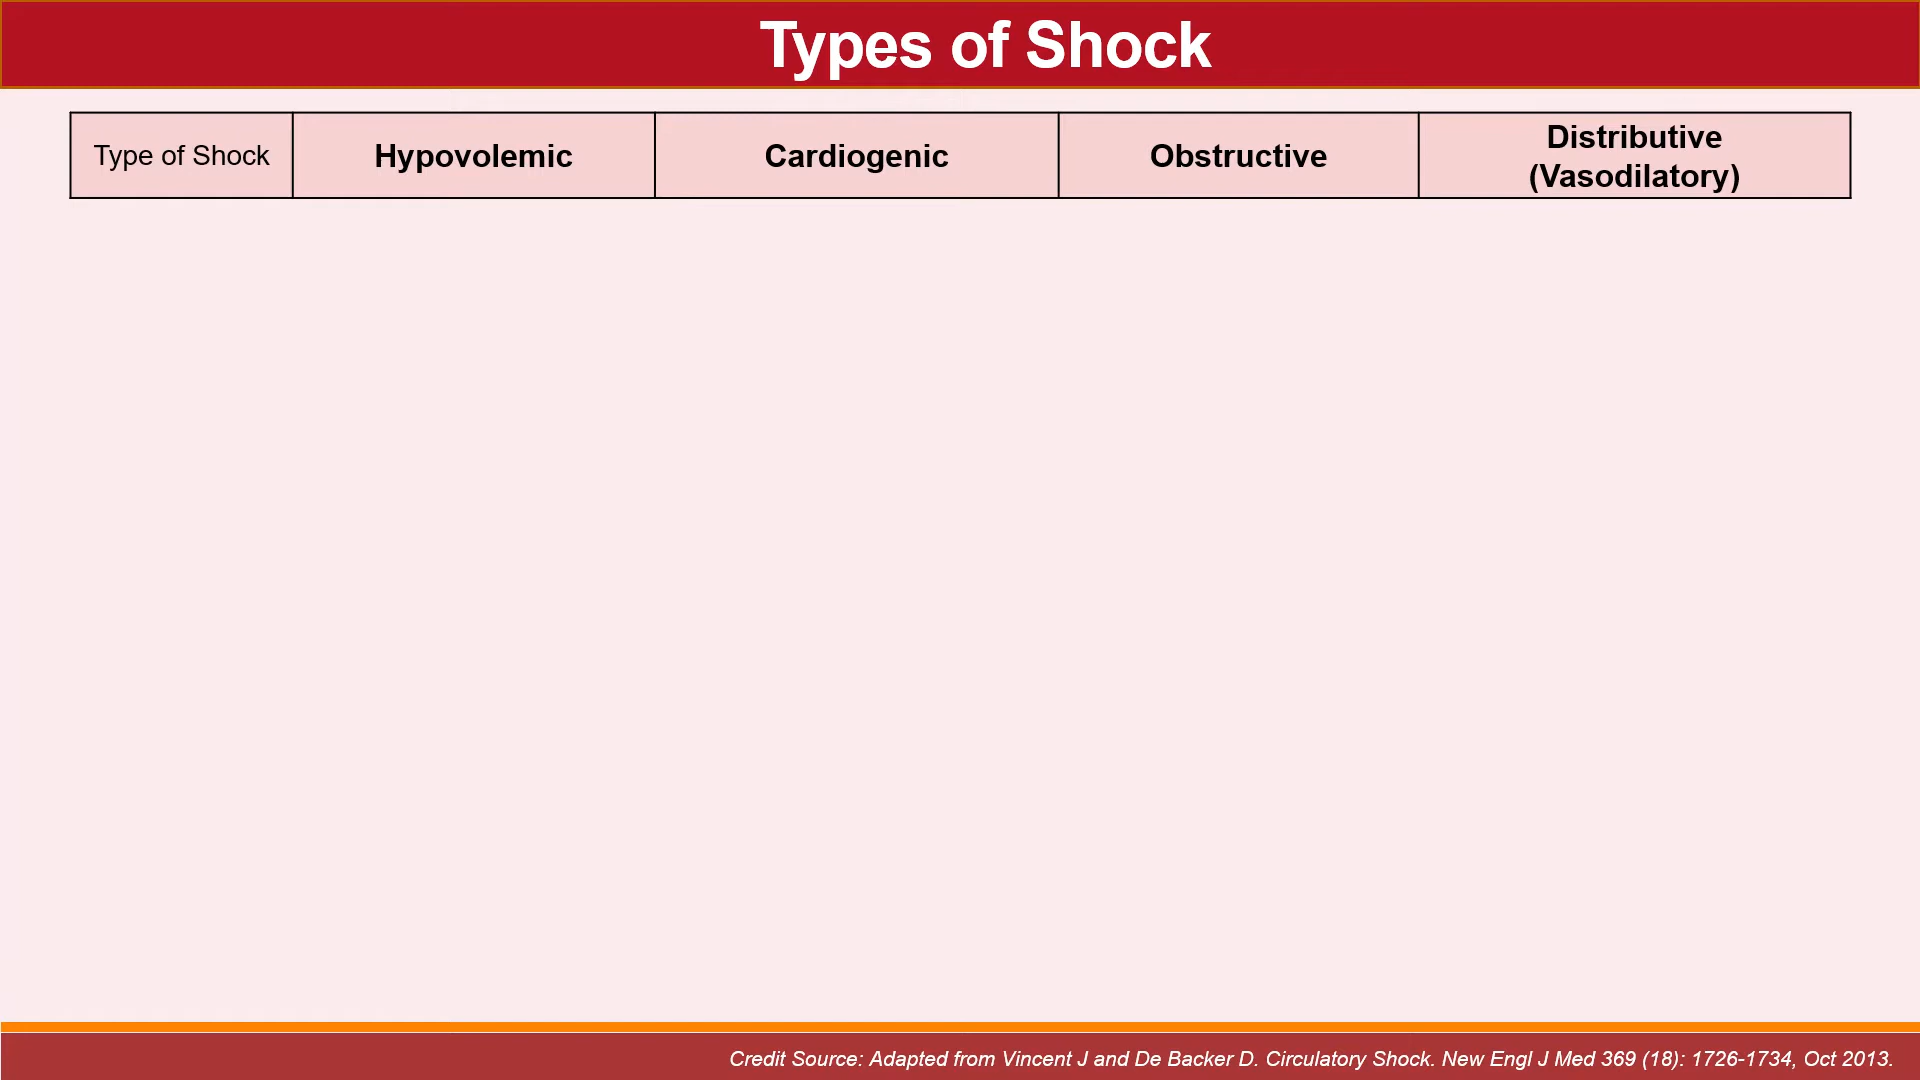 Types of Shock
Type of Shock
Hypovolemic
Cardiogenic
Obstructive
Distributive
(Vasodilatory)
Credit Source: Adapted from Vincent J and De Backer D. Circulatory Shock. New Engl J Med 369 (18): 1726-1734, Oct 2013.